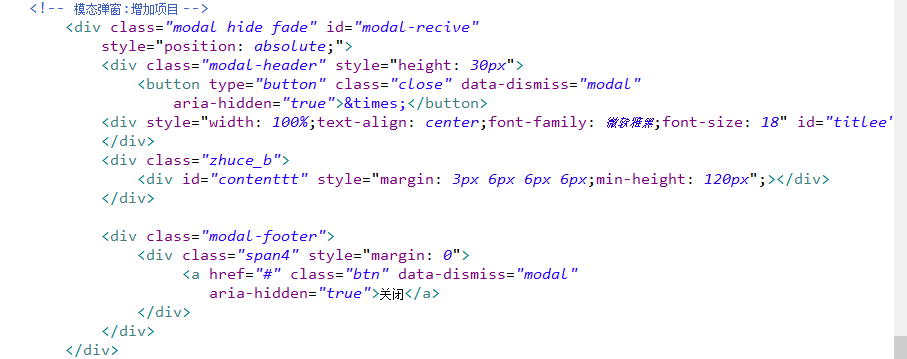 <!-- 模态弹窗:增加项目-->
<div class="modal hide fade" id="modal-recive"
style="position: absolute;">
<div class="modal-header" style="height: 30px">
<button type="button" class="close" data-dismiss="modal"
aria-hidden="true">&times;</button>
<div style="width: 100%;text-align: center;font-family: 微软雅黑;font-size: 18" id="titlee"
</div>
<div class="zhuce_b">
<div id="contenttt" style="margin: 3px 6px 6px 6px;min-height: 120px";></div>
</div>
<div class="modal-footer">
<div class="span4" style="margin: 0">
<a href="#" class="btn" data-dismiss="modal"
aria-hidden="true">关闭</a>
</div>
</div>
</div>